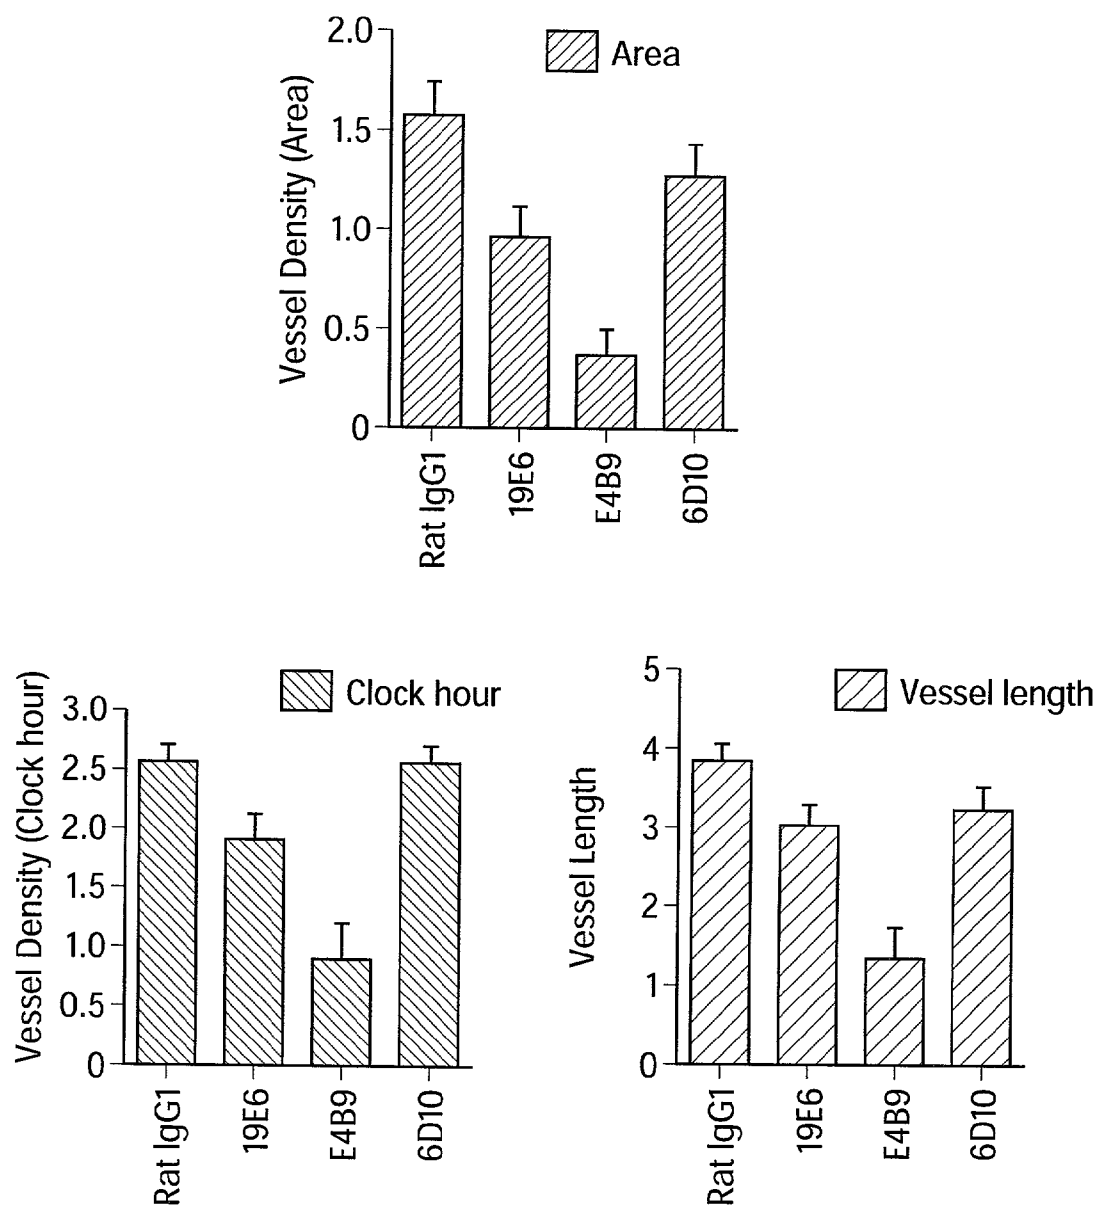 Area
Vessel Density (Area)
2.0
1.5
1.0
0.5
0
Rat IgG1
19E6
E4B9
6D10
Clock hour
Vessel Density (Clock hour)
3.0
2.5
2.0
1.5
1.0
0.5
0
Rat IgG1
19E6
E4B9
6D10
Vessel length
Vessel Length
5
4
3
2
1
0
Rat IgG1
19E6
E4B9
6D10